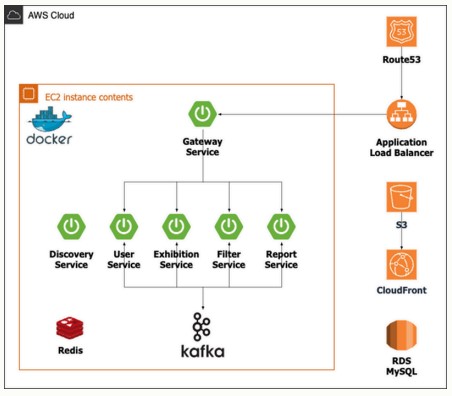 AWS Cloud
53
Route53
EC2 instance contents
docker
Gateway
Service
Application
Load Balancer
Discovery
Service
User
Service
Exhibition
Service
Filter
Service
Report
Service
S3
CloudFront
Redis
kafka
RDS
MySQL